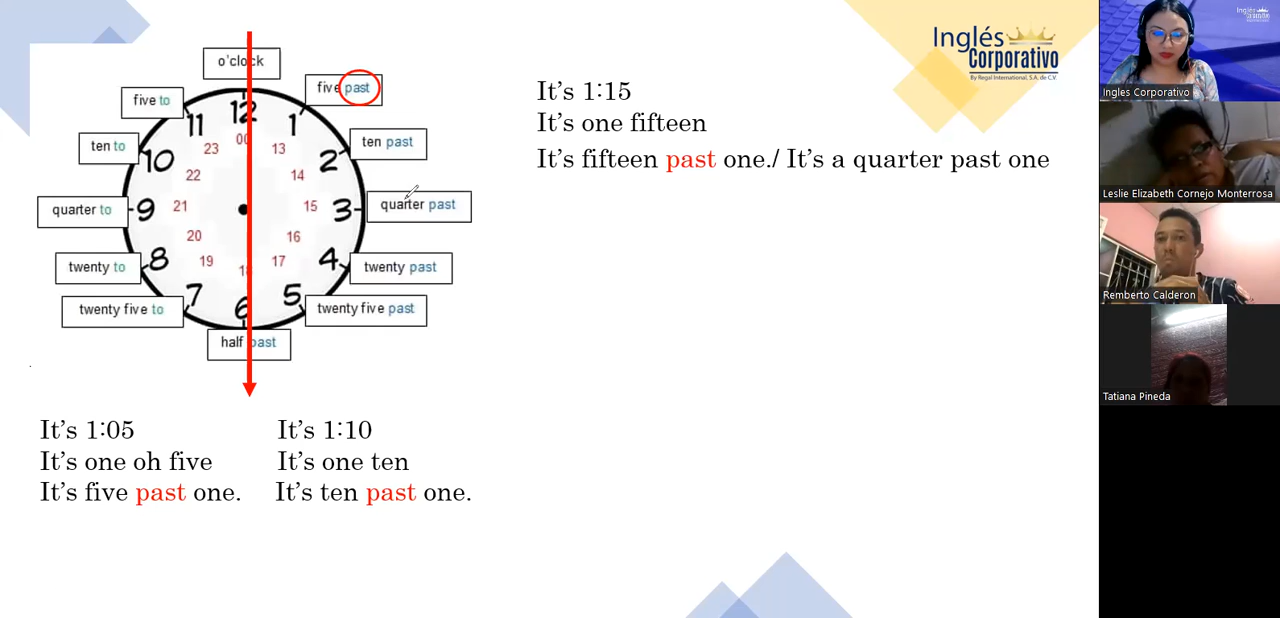 o'clock
five past
ten past
quarter past
twenty past
twenty five past
half past
twenty five to
twenty to
quarter to
ten to
five to
12
1
2
3
4
5
6
7
8
9
10
11
00
13
14
15
16
17
18
19
20
21
22
23
It's 1:05
It's one oh five
It's five past one.
It's 1:10
It's one ten
It's ten past one.
Inglés
Corporativo
By Regal International, S.A. de C.V.
It's 1:15
It's one fifteen
It's fifteen past one./ It's a quarter past one
Ingles Corporativo
Leslie Elizabeth Cornejo Monterrosa
Remberto Calderon
Tatiana Pineda